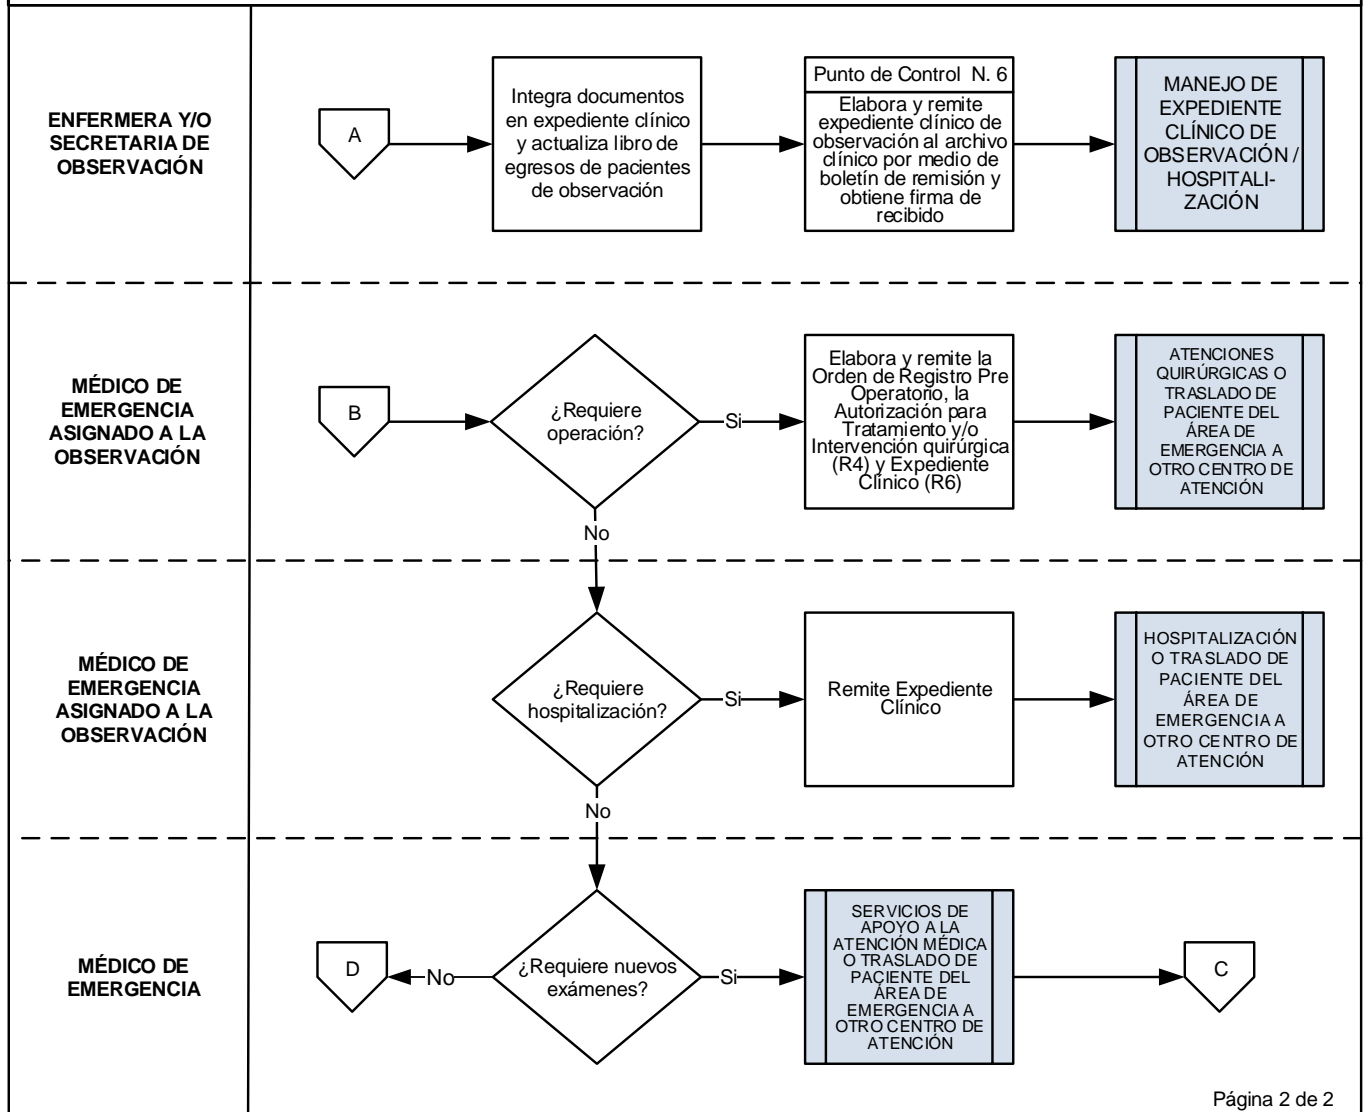 ENFERMERA Y/O
SECRETARIA DE
OBSERVACIÓN
A
Integra documentos
en expediente clínico
y actualiza libro de
egresos de pacientes
de observación
Punto de Control  N. 6
Elabora y remite
expediente clínico de
observación al archivo
clínico por medio de
boletín de remisión y
obtiene firma de
recibido
MANEJO DE
EXPEDIENTE
CLÍNICO DE
OBSERVACIÓN /
HOSPITALI-
ZACIÓN
MÉDICO DE
EMERGENCIA
ASIGNADO A LA
OBSERVACIÓN
B
¿Requiere
operación?
Si
Elabora y remite la
Orden de Registro Pre
Operatorio, la
Autorización para
Tratamiento y/o
Intervención quirúrgica
(R4) y Expediente
Clínico (R6)
ATENCIONES
QUIRÚRGICAS O
TRASLADO DE
PACIENTE DEL
ÁREA DE
EMERGENCIA A
OTRO CENTRO DE
ATENCIÓN
No
MÉDICO DE
EMERGENCIA
ASIGNADO A LA
OBSERVACIÓN
¿Requiere
hospitalización?
Si
Remite Expediente
Clínico
HOSPITALIZACIÓN
O TRASLADO DE
PACIENTE DEL
ÁREA DE
EMERGENCIA A
OTRO CENTRO DE
ATENCIÓN
No
MÉDICO DE
EMERGENCIA
D
No
¿Requiere nuevos
exámenes?
Si
SERVICIOS DE
APOYO A LA
ATENCIÓN MÉDICA
O TRASLADO DE
PACIENTE DEL
ÁREA DE
EMERGENCIA A
OTRO CENTRO DE
ATENCIÓN
C
Página 2 de 2